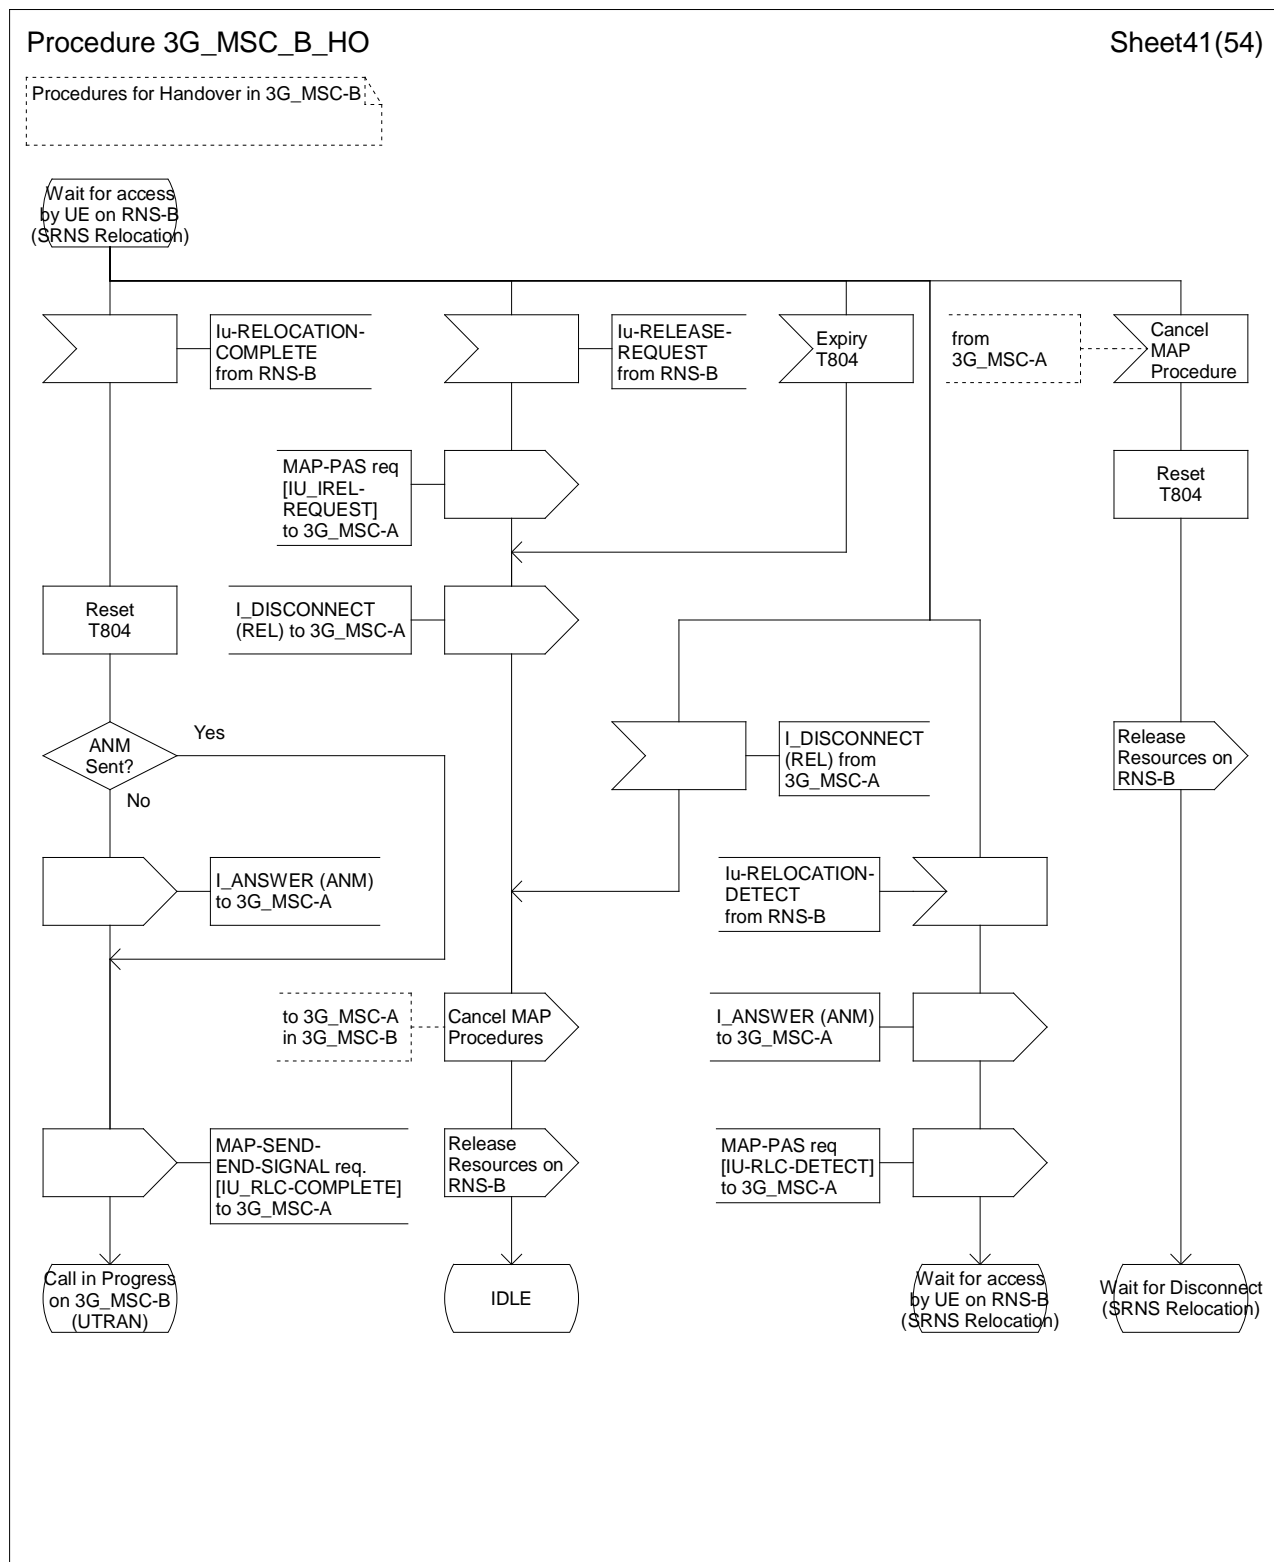 Procedure 3G_MSC_B_HO
Sheet41(54)
Procedures for Handover in 3G_MSC-B
Wait for access
by UE on RNS-B
(SRNS Relocation)
Iu-RELOCATION-
COMPLETE
from RNS-B
Iu-RELEASE-
REQUEST
from RNS-B
Expiry
T804
from
3G_MSC-A
Cancel
MAP
Procedure
MAP-PAS req
[IU_IREL-
REQUEST]
to 3G_MSC-A
Reset
T804
Reset
T804
I_DISCONNECT
(REL) to 3G_MSC-A
ANM
Sent?
Yes
No
I_DISCONNECT
(REL) from
3G_MSC-A
Release
Resources on
RNS-B
I_ANSWER (ANM)
to 3G_MSC-A
Iu-RELOCATION-
DETECT
from RNS-B
to 3G_MSC-A
in 3G_MSC-B
Cancel MAP
Procedures
I_ANSWER (ANM)
to 3G_MSC-A
MAP-SEND-
END-SIGNAL req.
[IU_RLC-COMPLETE]
to 3G_MSC-A
Release
Resources on
RNS-B
MAP-PAS req
[IU-RLC-DETECT]
to 3G_MSC-A
Call in Progress
on 3G_MSC-B
(UTRAN)
IDLE
Wait for access
by UE on RNS-B
(SRNS Relocation)
Wait for Disconnect
(SRNS Relocation)